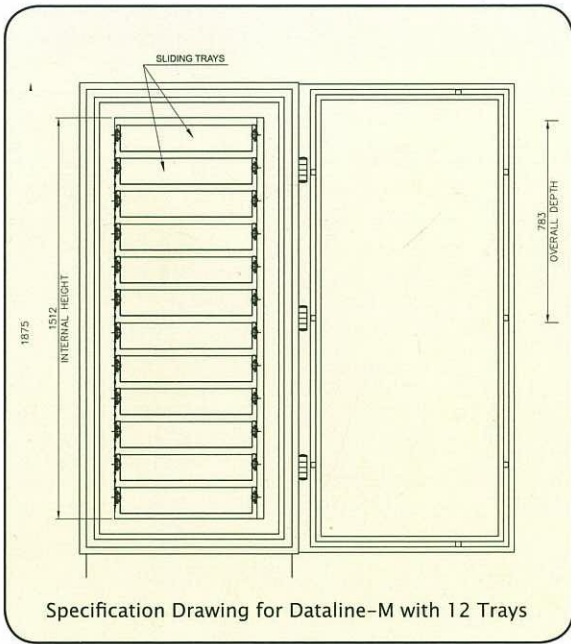 SLIDING TRAYS
1875
1512
INTERNAL HEIGHT
783
OVERALL DEPTH
Specification Drawing for Dataline-M with 12 Trays